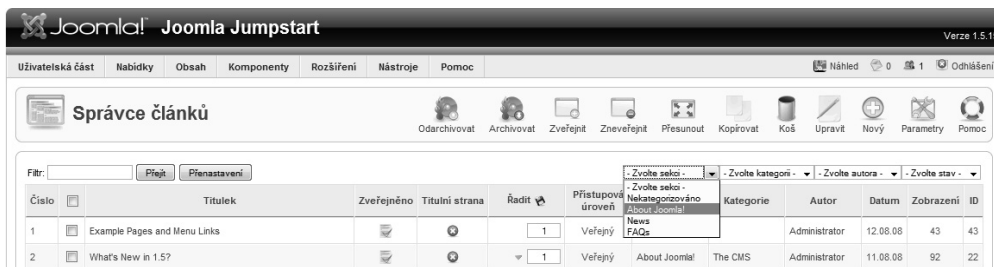 Joomla! Joomla Jumpstart
Verze 1.5.1
Uživatelská část Nabídky Obsah Komponenty Rozšíření Nástroje Pomoc Náhled 0 1 Odhlášení
Správce článků
Odarchivovat Archivovat Zveřejnit Zneveřejnit Přesunout Kopírovat Koš Upravit Nový Parametry Pomoc
Filtr: Přejít Přenastavení - Zvolte sekci - - Zvolte kategorii - - Zvolte autora - - Zvolte stav -
- Zvolte sekci -
Nekategorizováno
About Joomla!
News
FAQs
Číslo Titulek Zveřejněno Titulní strana Řadit Přístupová úroveň Kategorie Autor Datum Zobrazení ID
1 Example Pages and Menu Links 1 Veřejný Administrator 12.08.08 43 43
2 What's New in 1.5? 1 Veřejný About Joomla! The CMS Administrator 11.08.08 92 22